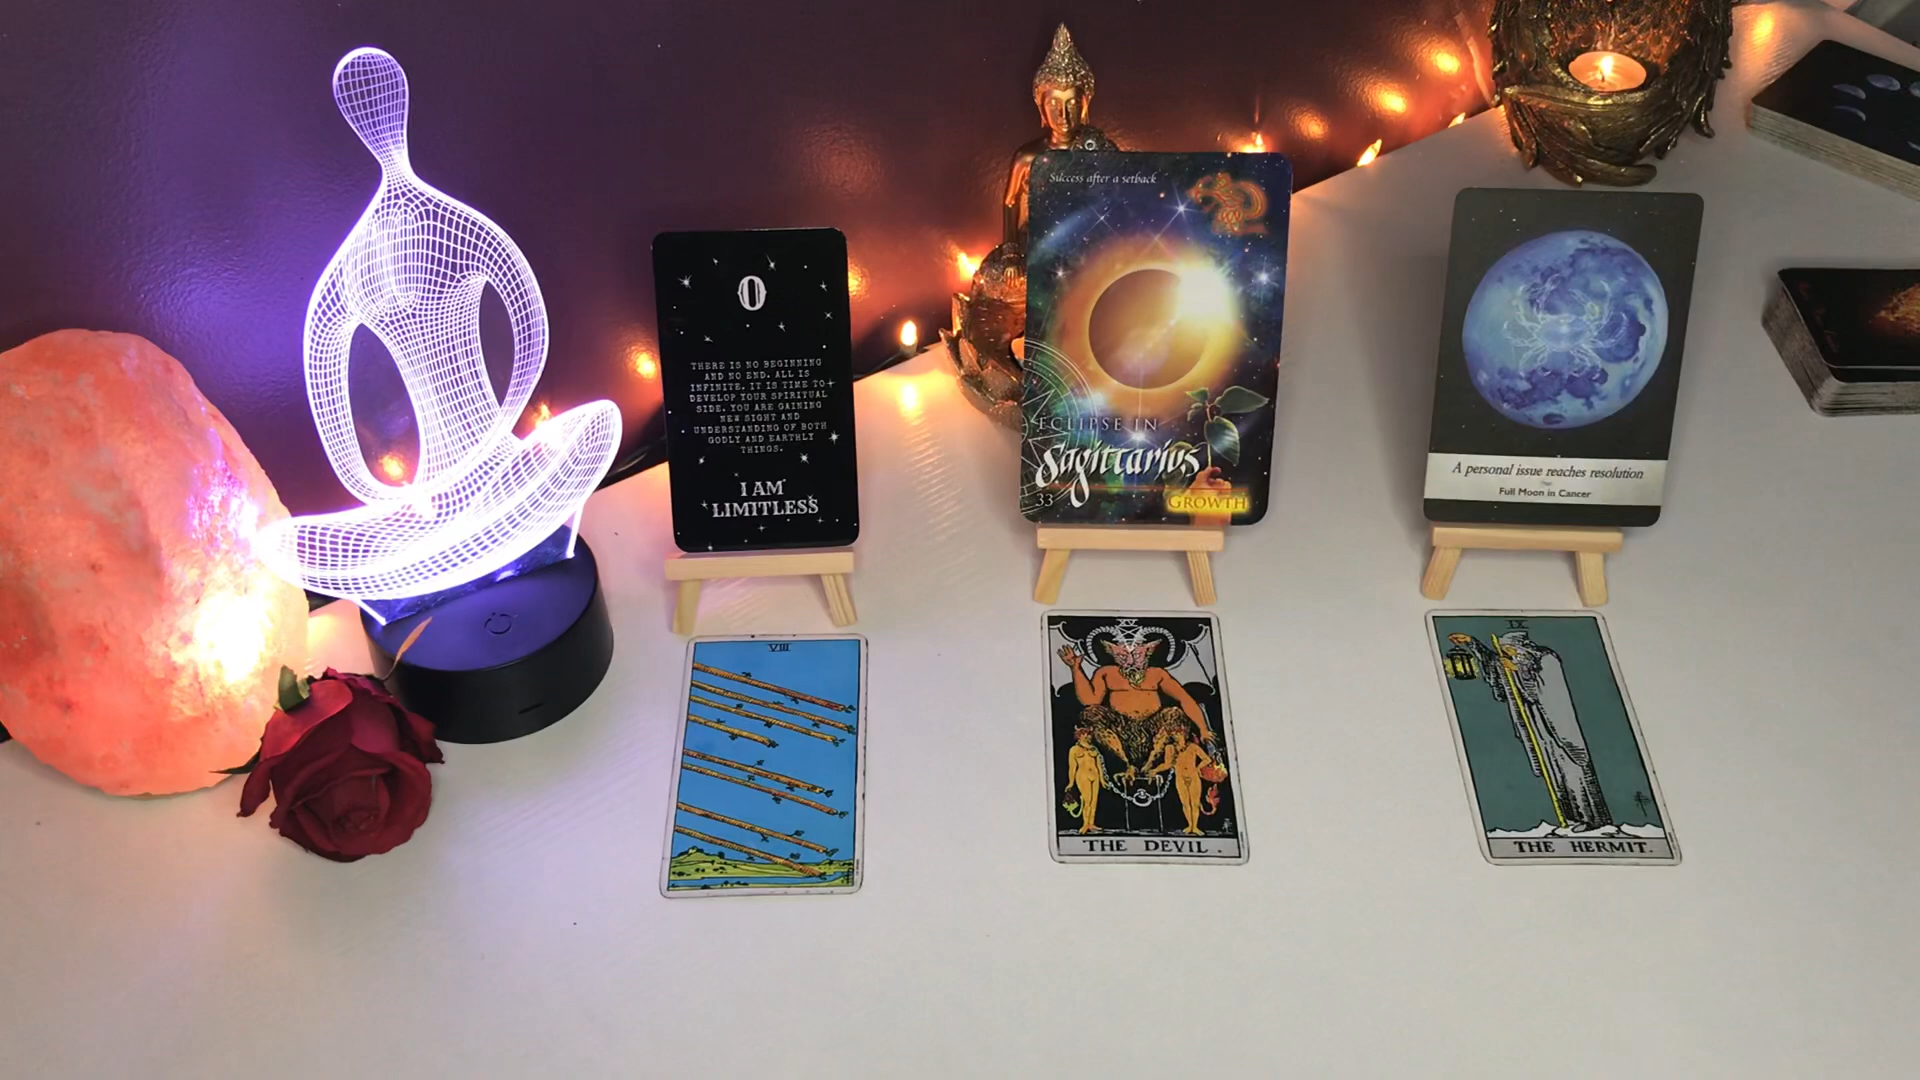 0
THERE IS NO BEGINNING
AND NO END. ALL IS
INFINITE. IT IS TIME TO
DEVELOP YOUR SPIRITUAL
SIDE. YOU ARE GAINING
NEW SIGHT AND
UNDERSTANDING OF BOTH
GODLY AND EARTHLY
THINGS.
I AM
LIMITLESS
Success after a setback
ECLIPSE IN
Sagittarius
33
GROWTH
A personal issue reaches resolution
Full Moon in Cancer
VIII
XV
THE DEVIL.
IX
THE HERMIT.